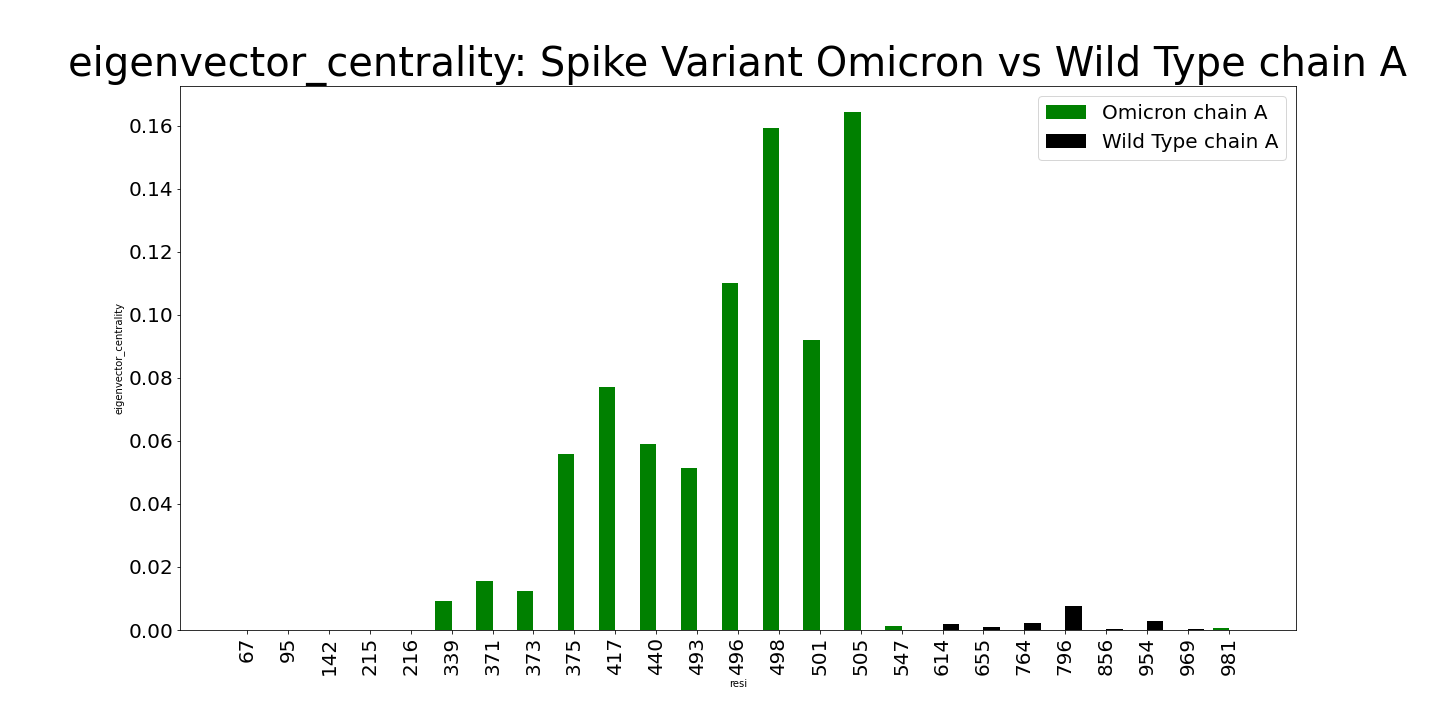 eigenvector_centrality: Spike Variant Omicron vs Wild Type chain A
Omicron chain A
Wild Type chain A
0.16
0.14
0.12
0.10
0.08
0.06
0.04
0.02
0.00
eigenvector_centrality
67 95 142 215 216 339 371 373 375 417 440 493 496 498 501 505 547 614 655 764 796 856 954 969 981
resi